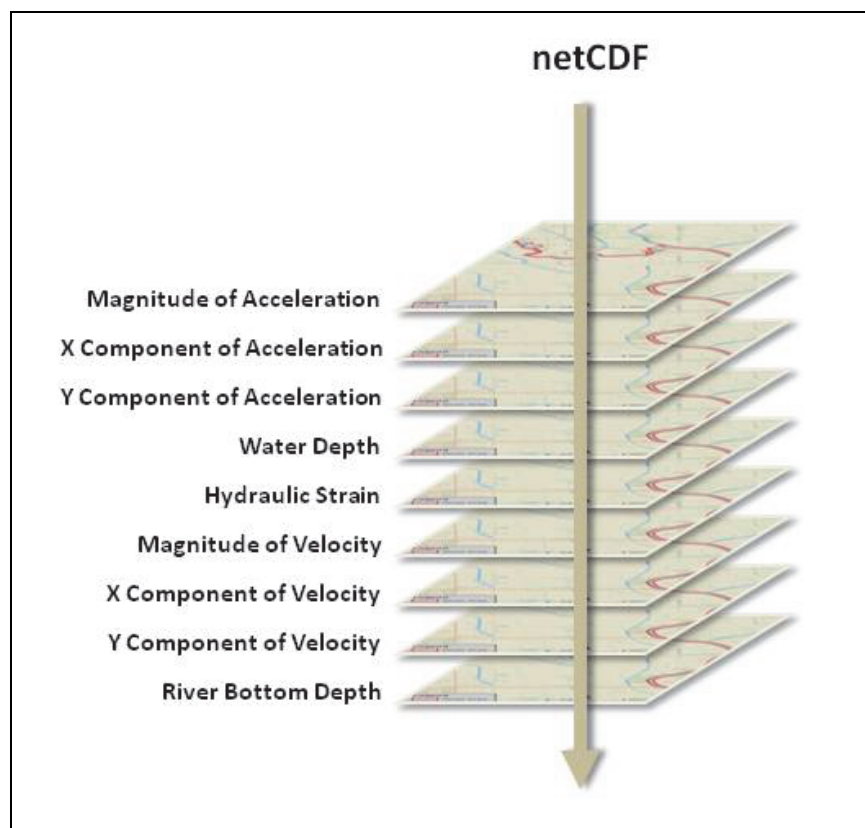 netCDF
Magnitude of Acceleration
X Component of Acceleration
Y Component of Acceleration
Water Depth
Hydraulic Strain
Magnitude of Velocity
X Component of Velocity
Y Component of Velocity
River Bottom Depth